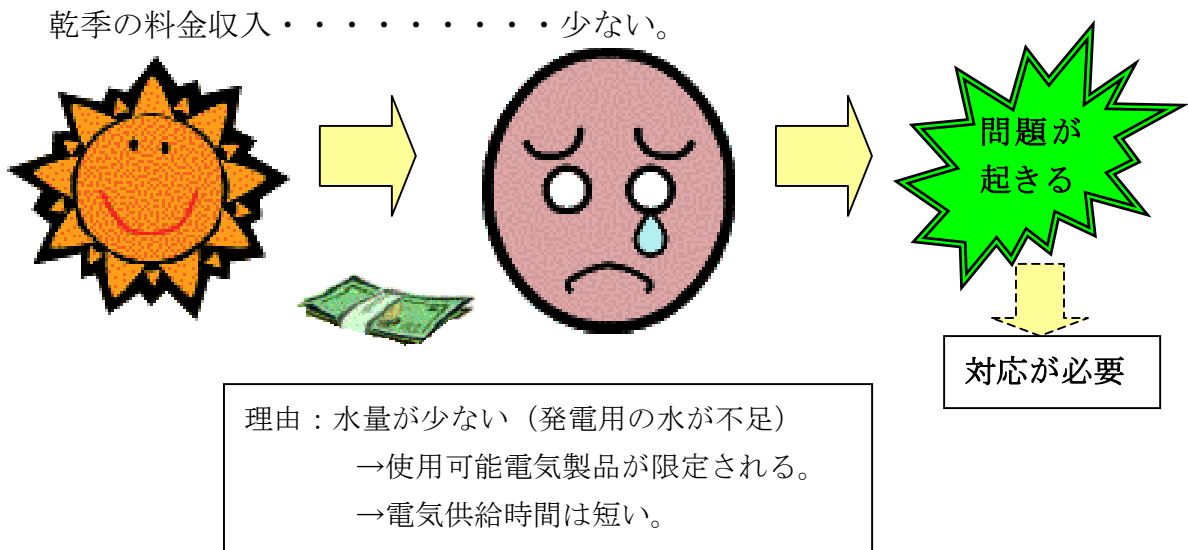 乾季の料金収入・・・・・・・・・少ない。
問題が
起きる
対応が必要
理由：水量が少ない（発電用の水が不足）
→使用可能電気製品が限定される。
→電気供給時間は短い。